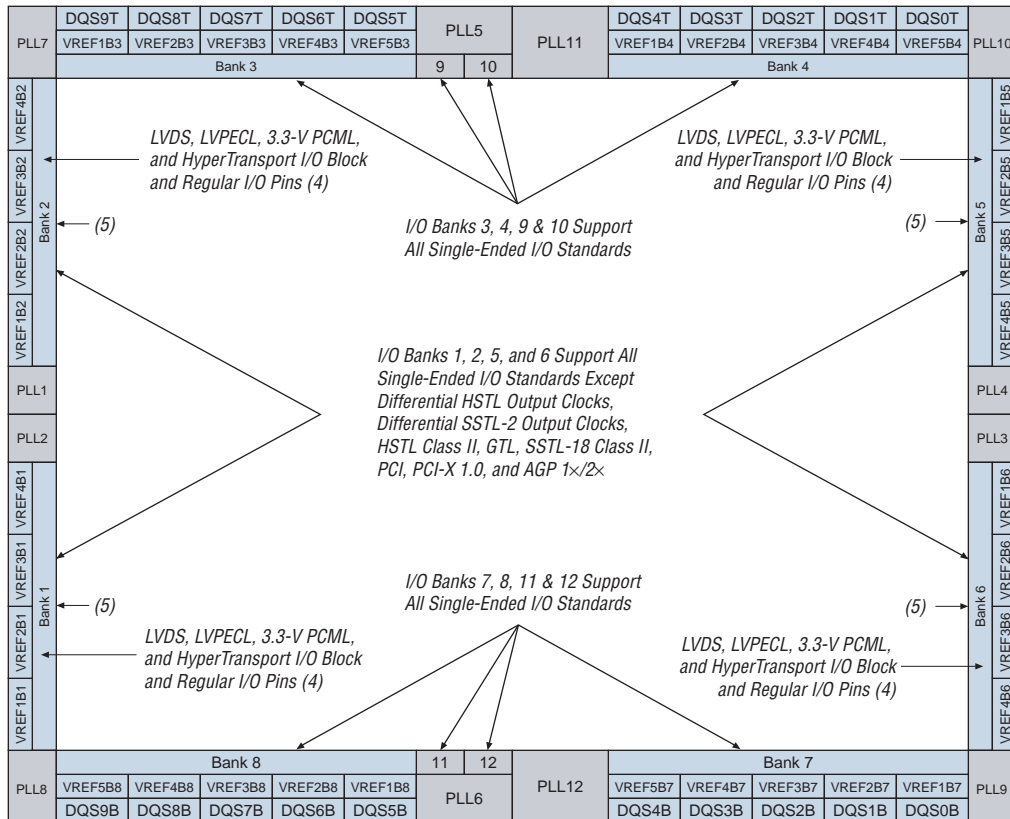 PLL7
DQS9T DQS8T DQS7T DQS6T DQS5T
VREF1B3 VREF2B3 VREF3B3 VREF4B3 VREF5B3
Bank 3
PLL5
9 10
PLL11
DQS4T DQS3T DQS2T DQS1T DQS0T
VREF1B4 VREF2B4 VREF3B4 VREF4B4 VREF5B4
Bank 4
PLL10
VREF4B2
VREF3B2
VREF2B2
VREF1B2
Bank 2
LVDS, LVPECL, 3.3-V PCML,
and HyperTransport I/O Block
and Regular I/O Pins (4)
(5)
I/O Banks 3, 4, 9 & 10 Support
All Single-Ended I/O Standards
LVDS, LVPECL, 3.3-V PCML,
and HyperTransport I/O Block
and Regular I/O Pins (4)
(5)
Bank 5
VREF1B5
VREF2B5
VREF3B5
VREF4B5
PLL1
PLL2
I/O Banks 1, 2, 5, and 6 Support All
Single-Ended I/O Standards Except
Differential HSTL Output Clocks,
Differential SSTL-2 Output Clocks,
HSTL Class II, GTL, SSTL-18 Class II,
PCI, PCI-X 1.0, and AGP 1×/2×
PLL4
PLL3
VREF4B1
VREF3B1
VREF2B1
VREF1B1
Bank 1
(5)
LVDS, LVPECL, 3.3-V PCML,
and HyperTransport I/O Block
and Regular I/O Pins (4)
I/O Banks 7, 8, 11 & 12 Support
All Single-Ended I/O Standards
(5)
LVDS, LVPECL, 3.3-V PCML,
and HyperTransport I/O Block
and Regular I/O Pins (4)
Bank 6
VREF1B6
VREF2B6
VREF3B6
VREF4B6
PLL8
Bank 8
VREF5B8 VREF4B8 VREF3B8 VREF2B8 VREF1B8
DQS9B DQS8B DQS7B DQS6B DQS5B
11 12
PLL6
PLL12
Bank 7
VREF5B7 VREF4B7 VREF3B7 VREF2B7 VREF1B7
DQS4B DQS3B DQS2B DQS1B DQS0B
PLL9